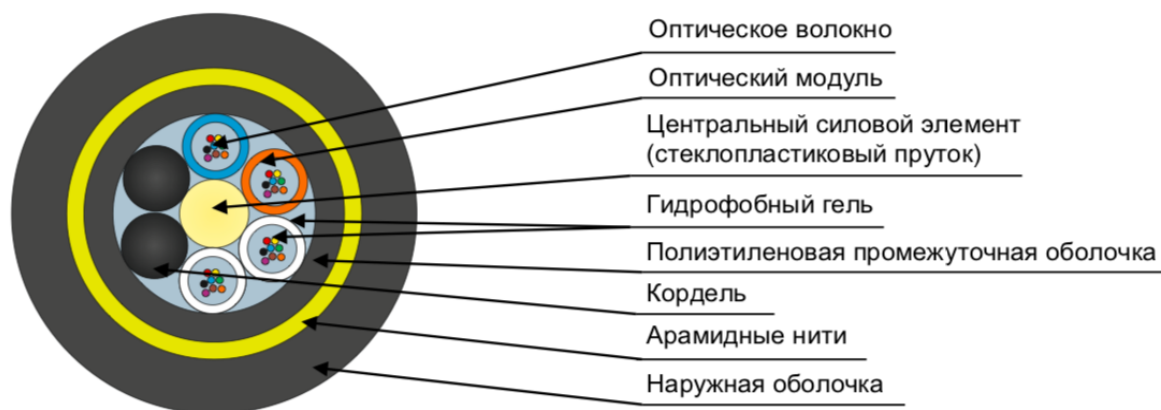 Оптическое волокно
Оптический модуль
Центральный силовой элемент
(стеклопластиковый пруток)
Гидрофобный гель
Полиэтиленовая промежуточная оболочка
Кордель
Арамидные нити
Наружная оболочка